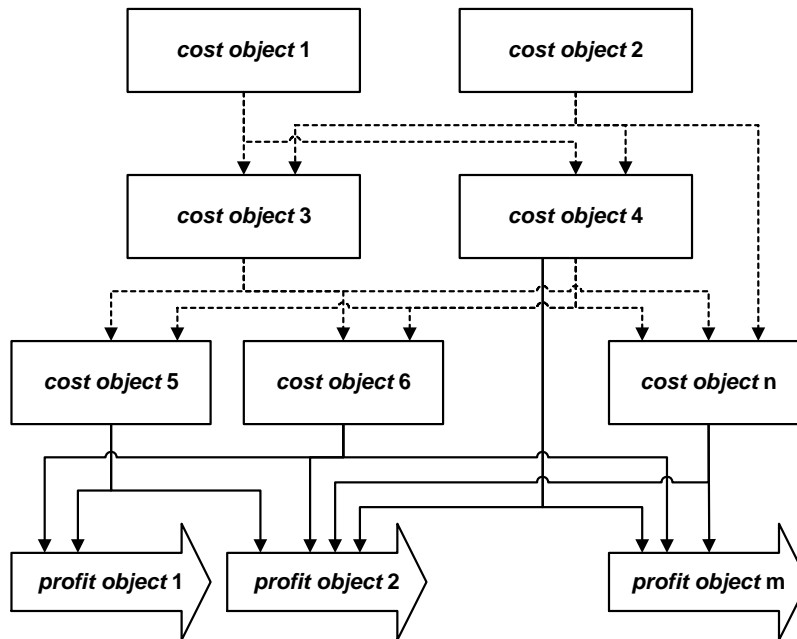 cost object 1
cost object 2
cost object 3
cost object 4
cost object 5
cost object 6
cost object n
profit object 1
profit object 2
profit object m